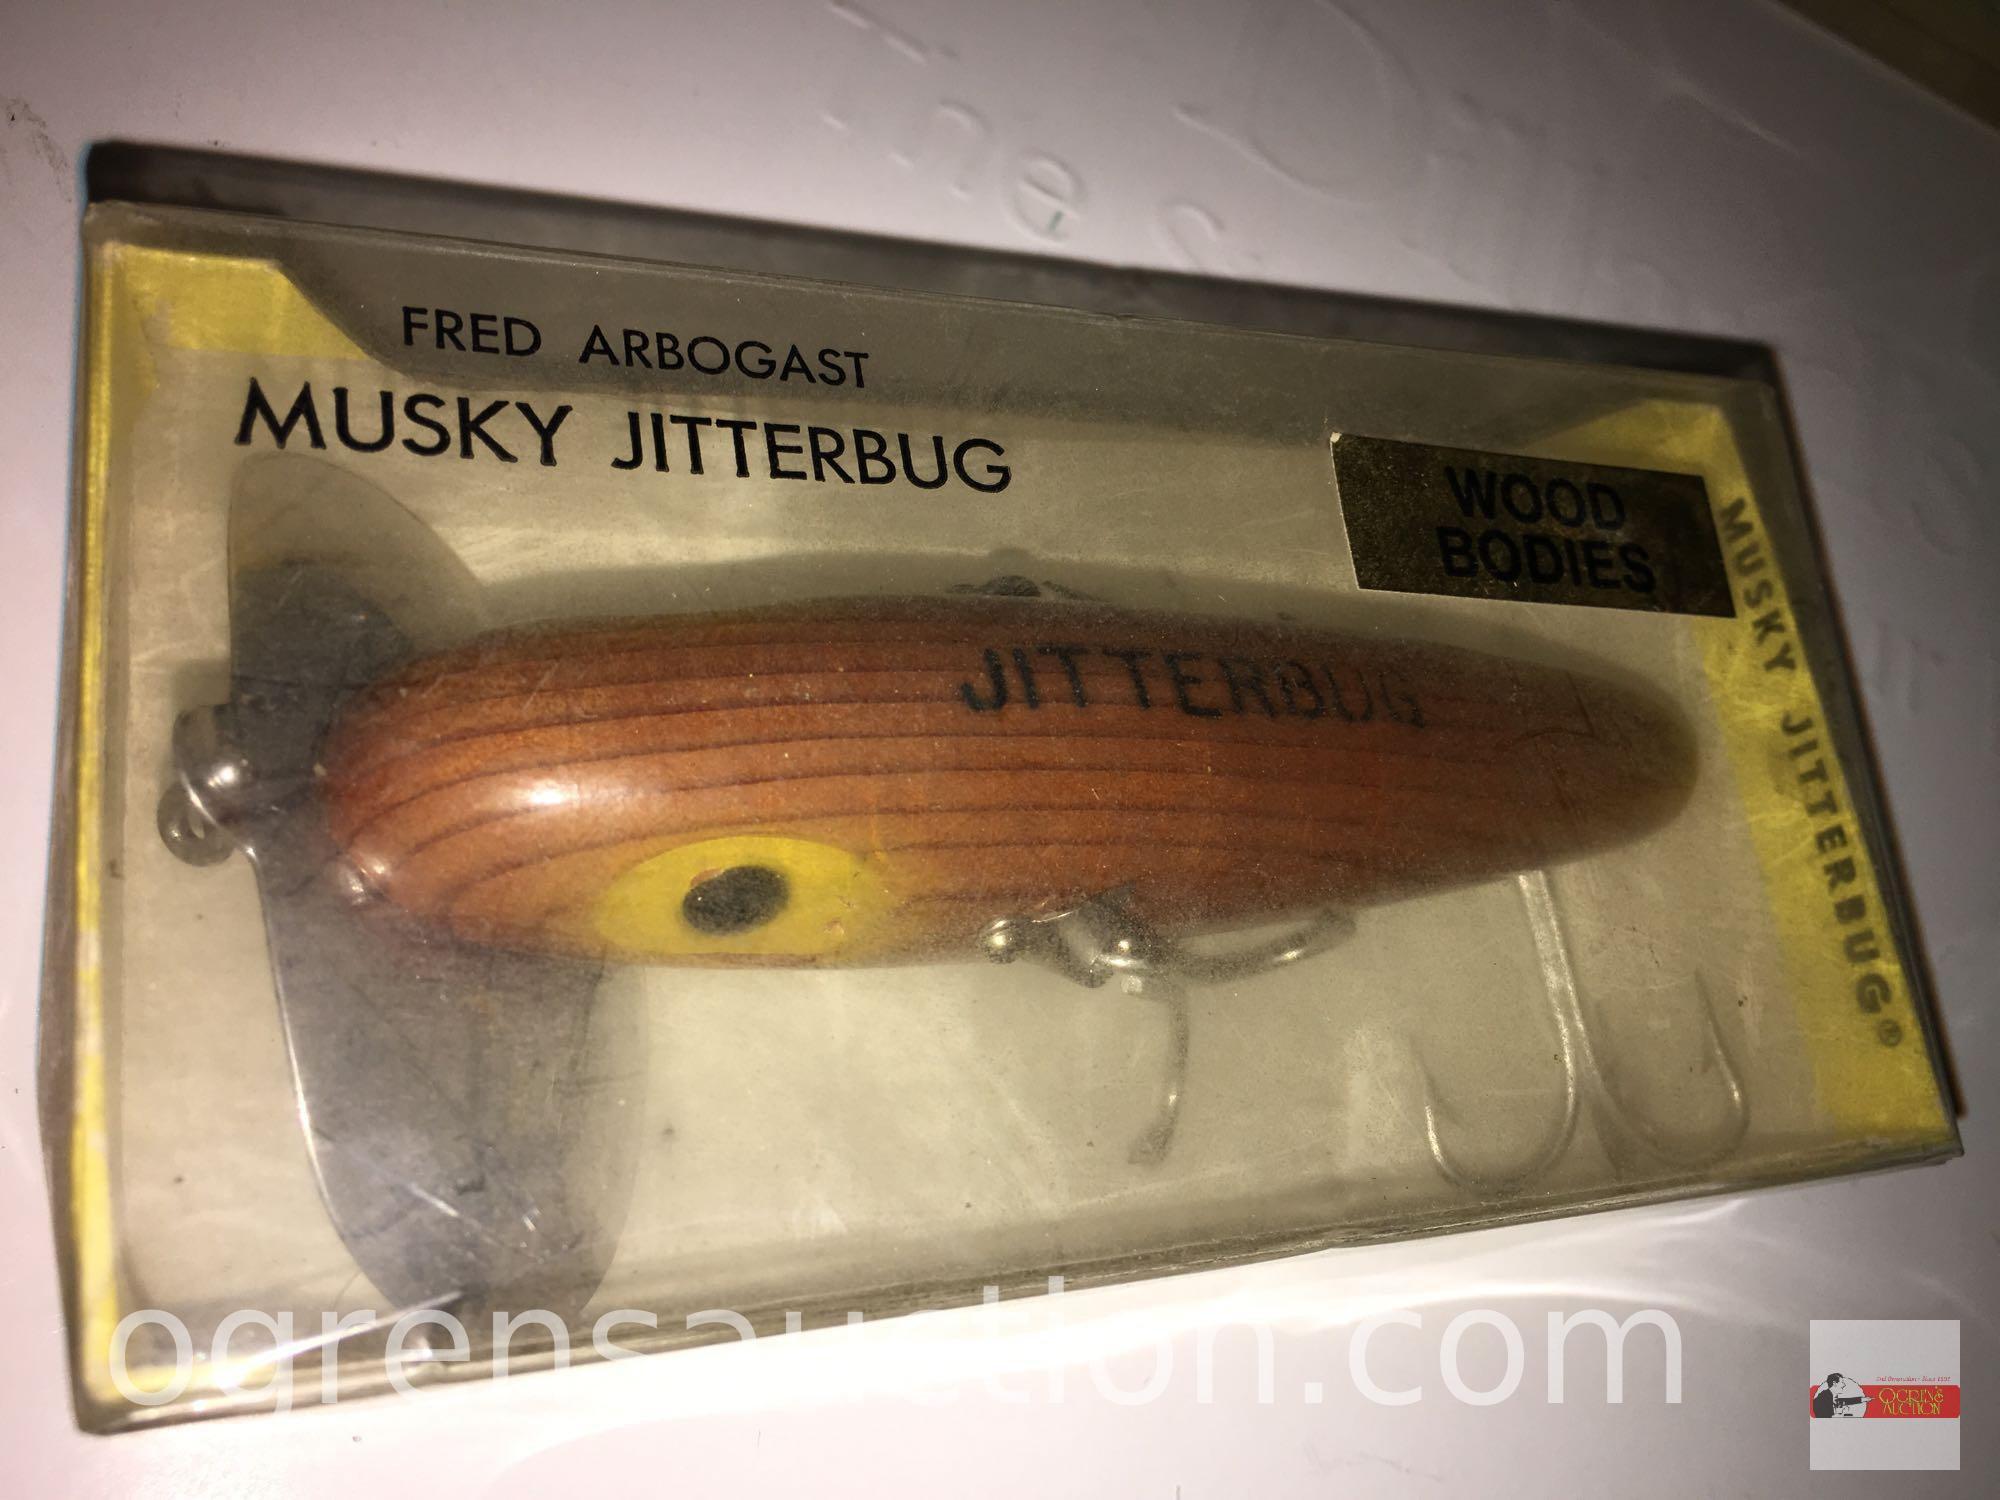 FRED ARBOGAST
MUSKY JITTERBUG
WOOD
BODIES
JITTERBUG
MUSKY JITTERBUG®
ogrensauction.com
OGREN'S
AUCTION